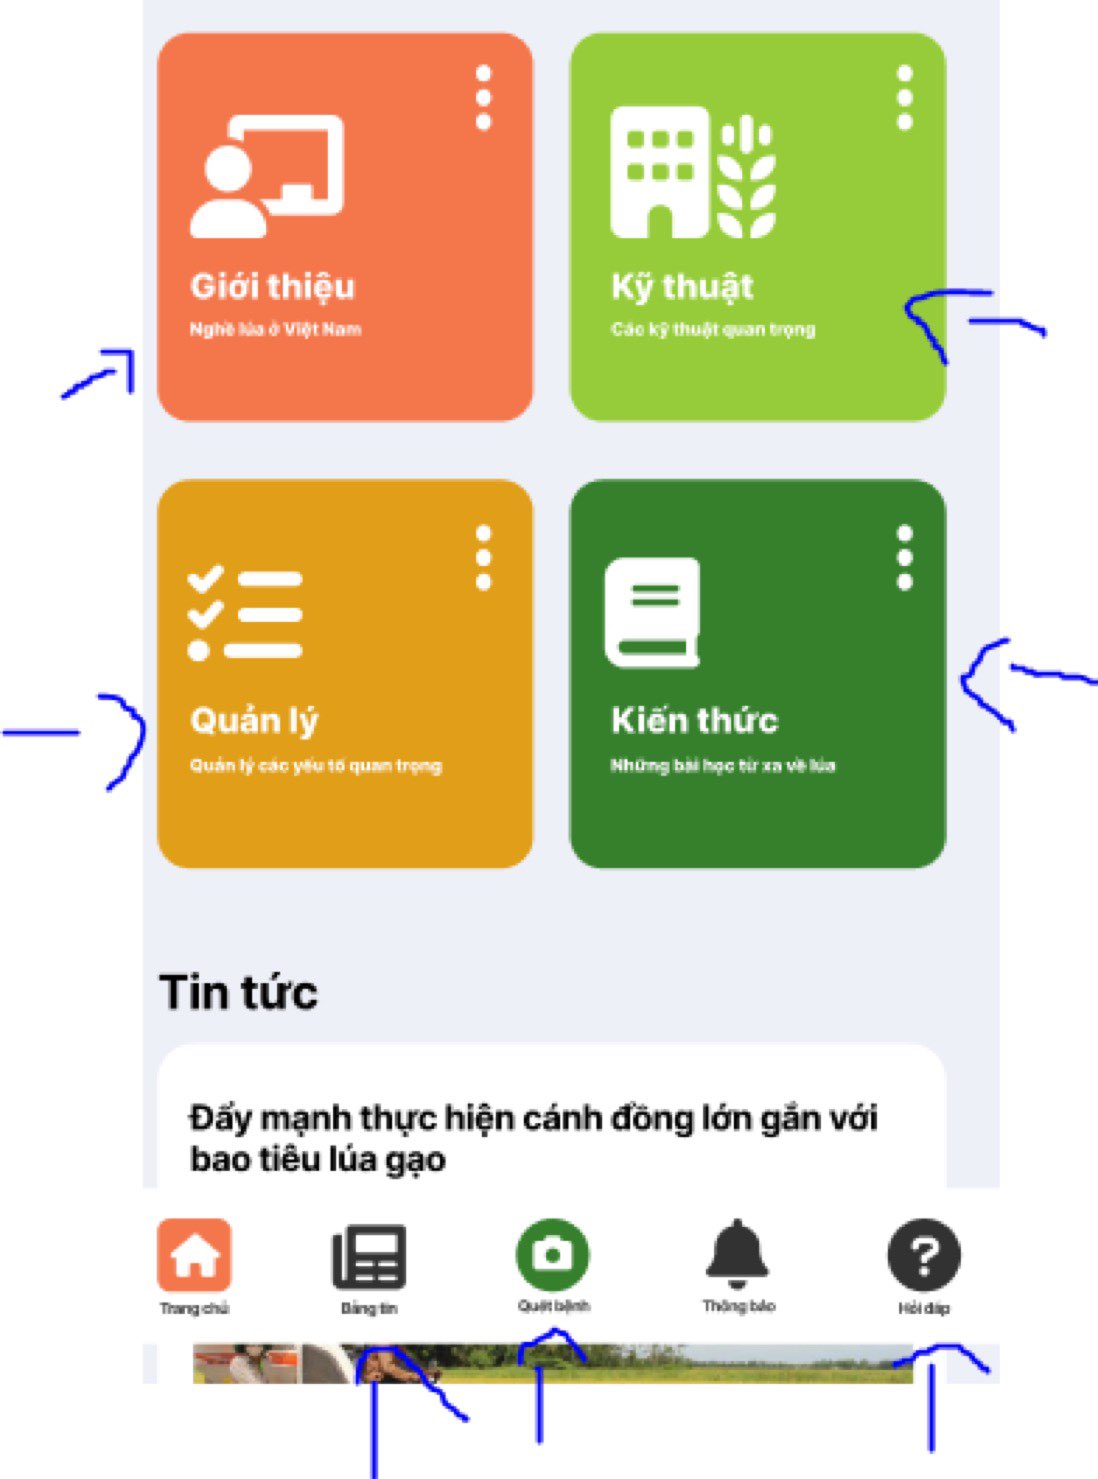 Giới thiệu
Nghề lúa ở Việt Nam
Kỹ thuật
Các kỹ thuật quan trọng
Quản lý
Quản lý các yếu tố quan trọng
Kiến thức
Những bài học từ xa về lúa
Tin tức
Đẩy mạnh thực hiện cánh đồng lớn gắn với
bao tiêu lúa gạo
Trang chủ
Bảng tin
Quét bệnh
Thông báo
Hỏi đáp